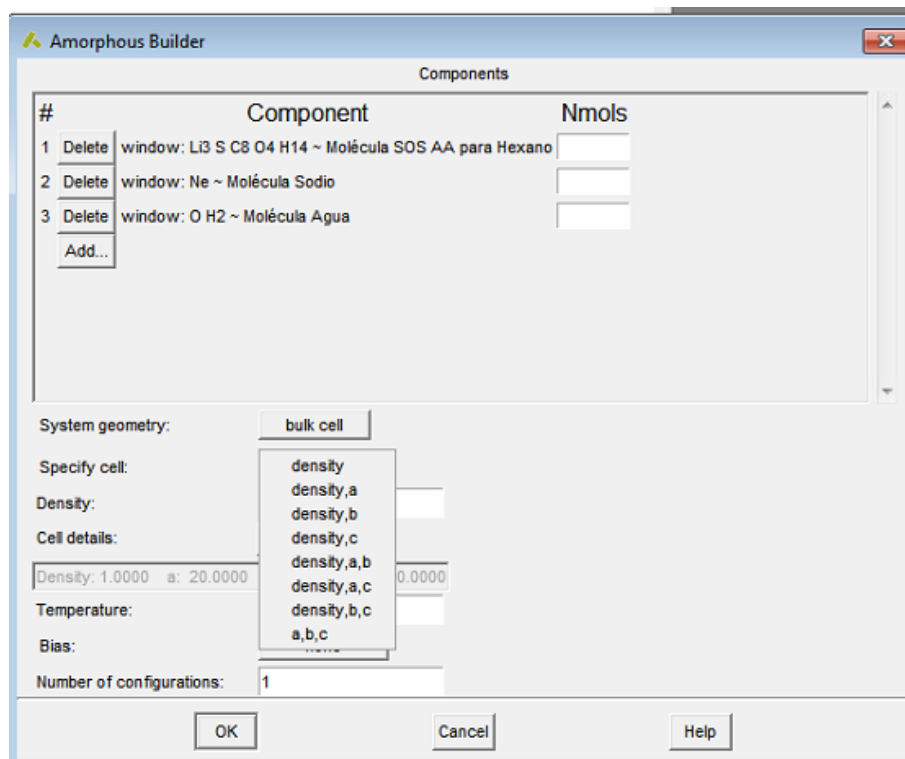 Amorphous Builder
Components
# Component Nmols
1 Delete window: Li3 S C8 O4 H14 ~ Molécula SOS AA para Hexano
2 Delete window: Ne ~ Molécula Sodio
3 Delete window: O H2 ~ Molécula Agua
Add...
System geometry: bulk cell
Specify cell:
density
density,a
density,b
density,c
density,a,b
density,a,c
density,b,c
a,b,c
Density:
Cell details:
Density: 1.0000 a: 20.0000 0.0000
Temperature:
Bias:
Number of configurations: 1
OK Cancel Help